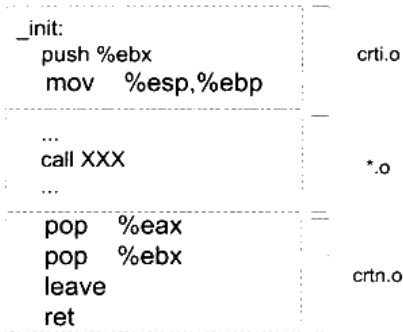 _init:
push %ebx
mov %esp,%ebp
crti.o
...
call XXX
...
*.o
pop %eax
pop %ebx
leave
ret
crtn.o